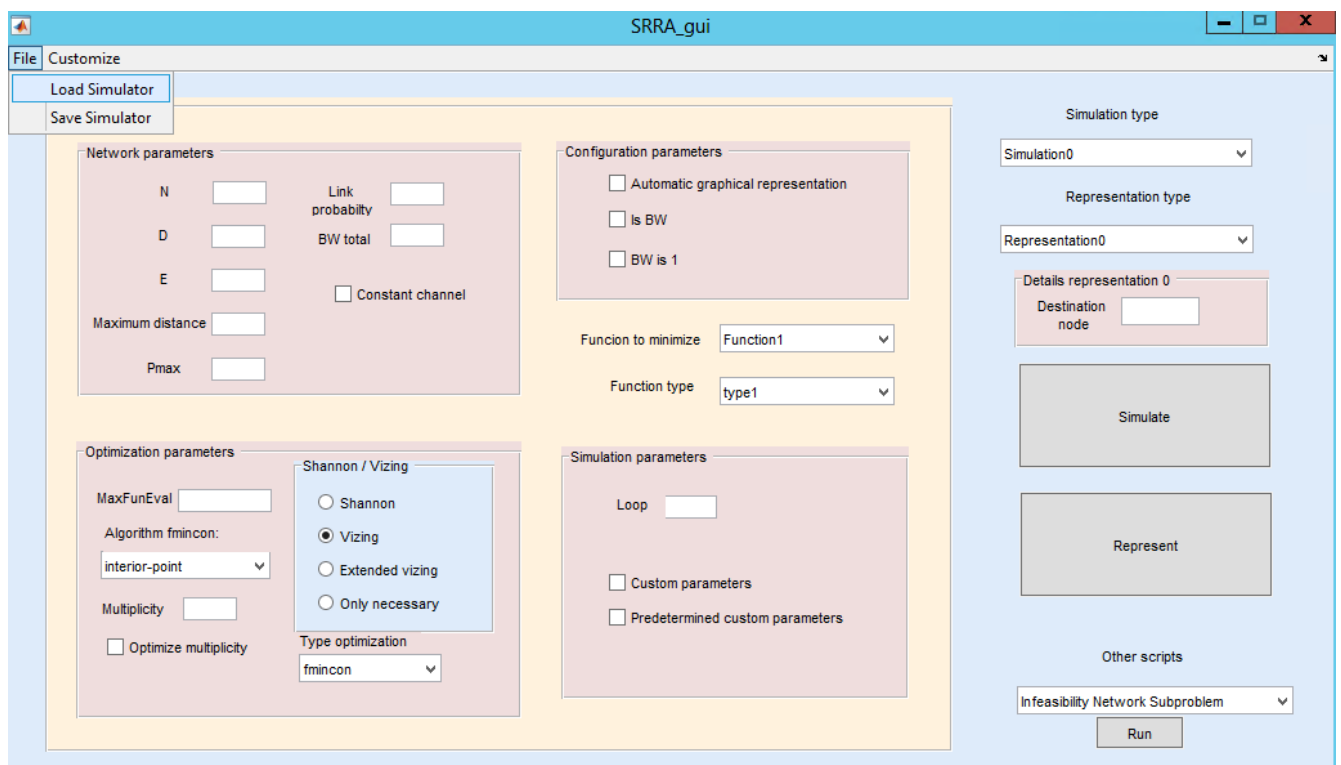 SRRA_gui
File Customize
Load Simulator
Save Simulator
Network parameters
N
Link
probabilty
D
BW total
E
Constant channel
Maximum distance
Pmax
Configuration parameters
Automatic graphical representation
Is BW
BW is 1
Funcion to minimize Function1
Function type type1
Optimization parameters
MaxFunEval
Algorithm fmincon:
interior-point
Multiplicity
Optimize multiplicity
Shannon / Vizing
Shannon
Vizing
Extended vizing
Only necessary
Type optimization
fmincon
Simulation parameters
Loop
Custom parameters
Predetermined custom parameters
Simulation type
Simulation0
Representation type
Representation0
Details representation 0
Destination
node
Simulate
Represent
Other scripts
Infeasibility Network Subproblem
Run